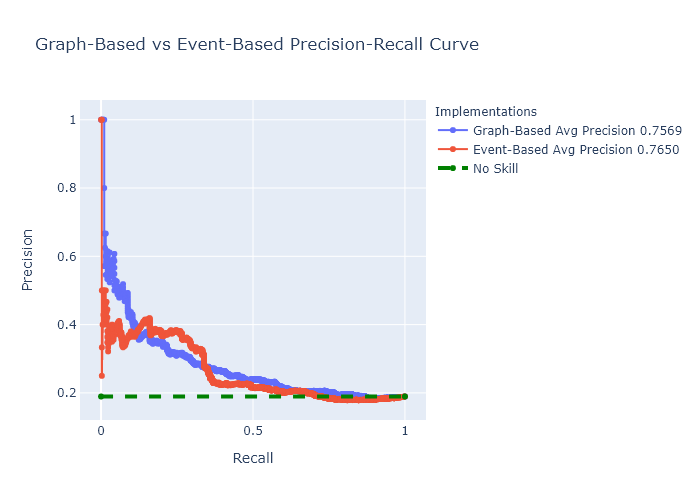 Graph-Based vs Event-Based Precision-Recall Curve
Implementations
Graph-Based Avg Precision 0.7569
Event-Based Avg Precision 0.7650
No Skill
Precision
1
0.8
0.6
0.4
0.2
0
0.5
1
Recall